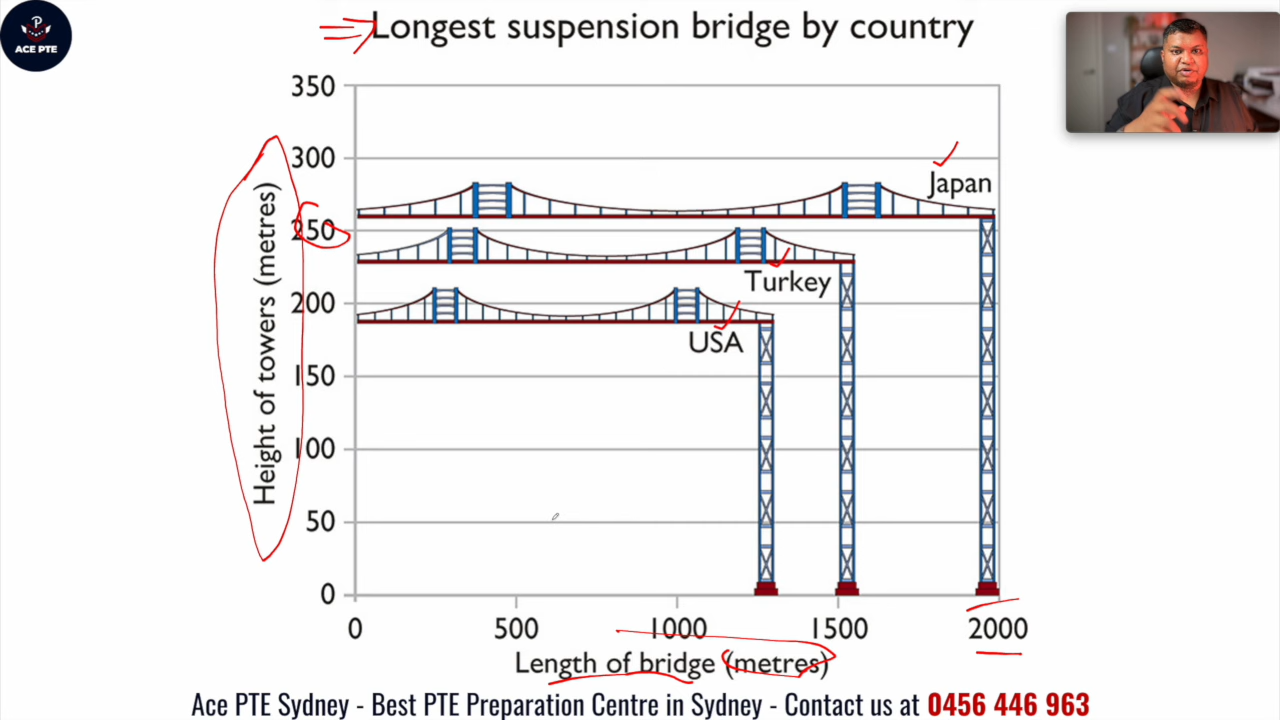 P
ACE PTE
Longest suspension bridge by country
Height of towers (metres)
350
300
250
200
150
100
50
0
Japan
Turkey
USA
0 500 1000 1500 2000
Length of bridge (metres)
Ace PTE Sydney - Best PTE Preparation Centre in Sydney - Contact us at 0456 446 963